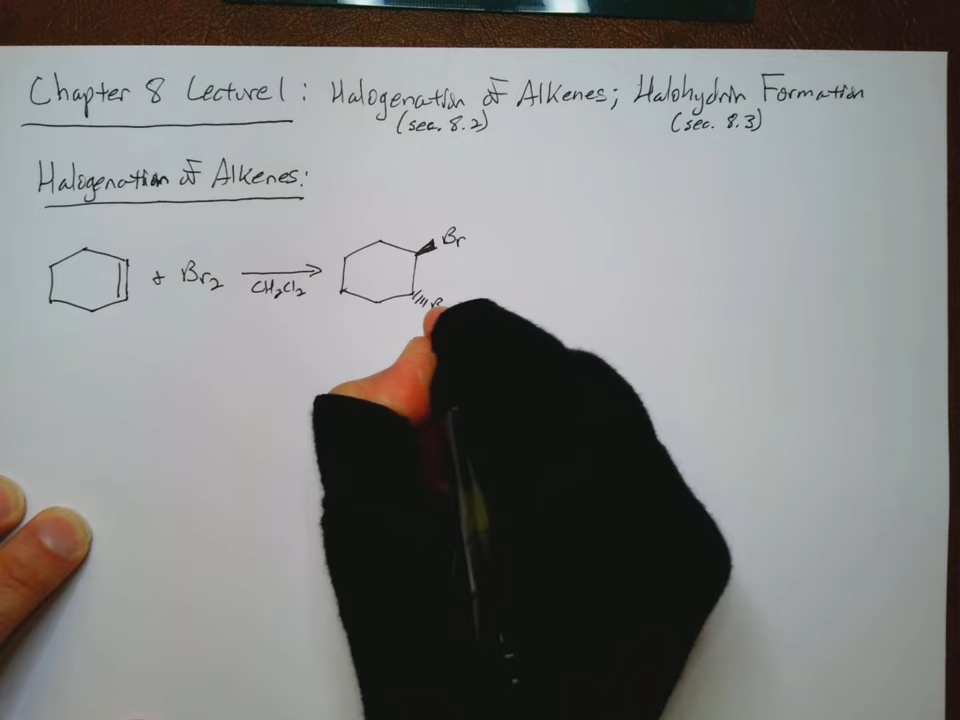 Chapter 8 Lecture 1: Halogenation of Alkenes; Halohydrin Formation
(sec. 8.2) (sec. 8.3)
Halogenation of Alkenes:
+ Br2 CH2Cl2 Br